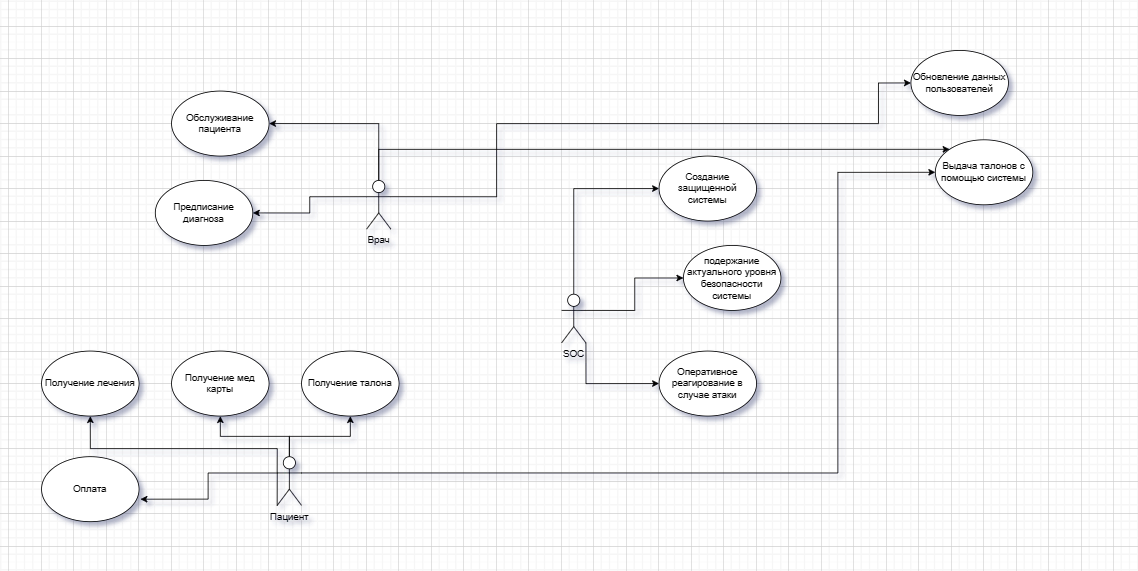 Обновление данных
пользователей
Обслуживание
пациента
Выдача талонов с
помощью системы
Создание
защищенной
системы
Предписание
диагноза
Врач
подержание
актуального уровня
безопасности
системы
SOC
Получение лечения
Получение мед
карты
Получение талона
Оперативное
реагирование в
случае атаки
Оплата
Пациент